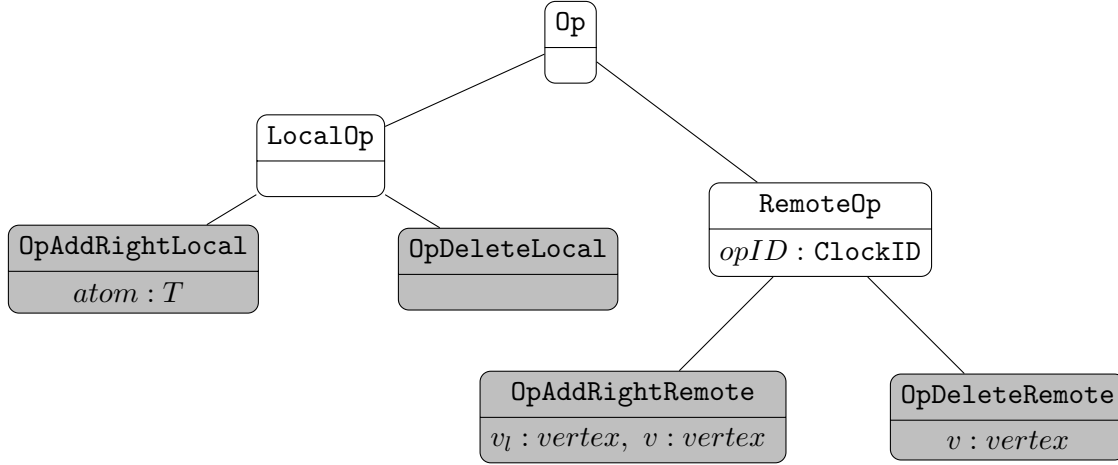 Op
LocalOp
RemoteOp
opID : ClockID
OpAddRightLocal
atom : T
OpDeleteLocal
OpAddRightRemote
v_l : vertex, v : vertex
OpDeleteRemote
v : vertex